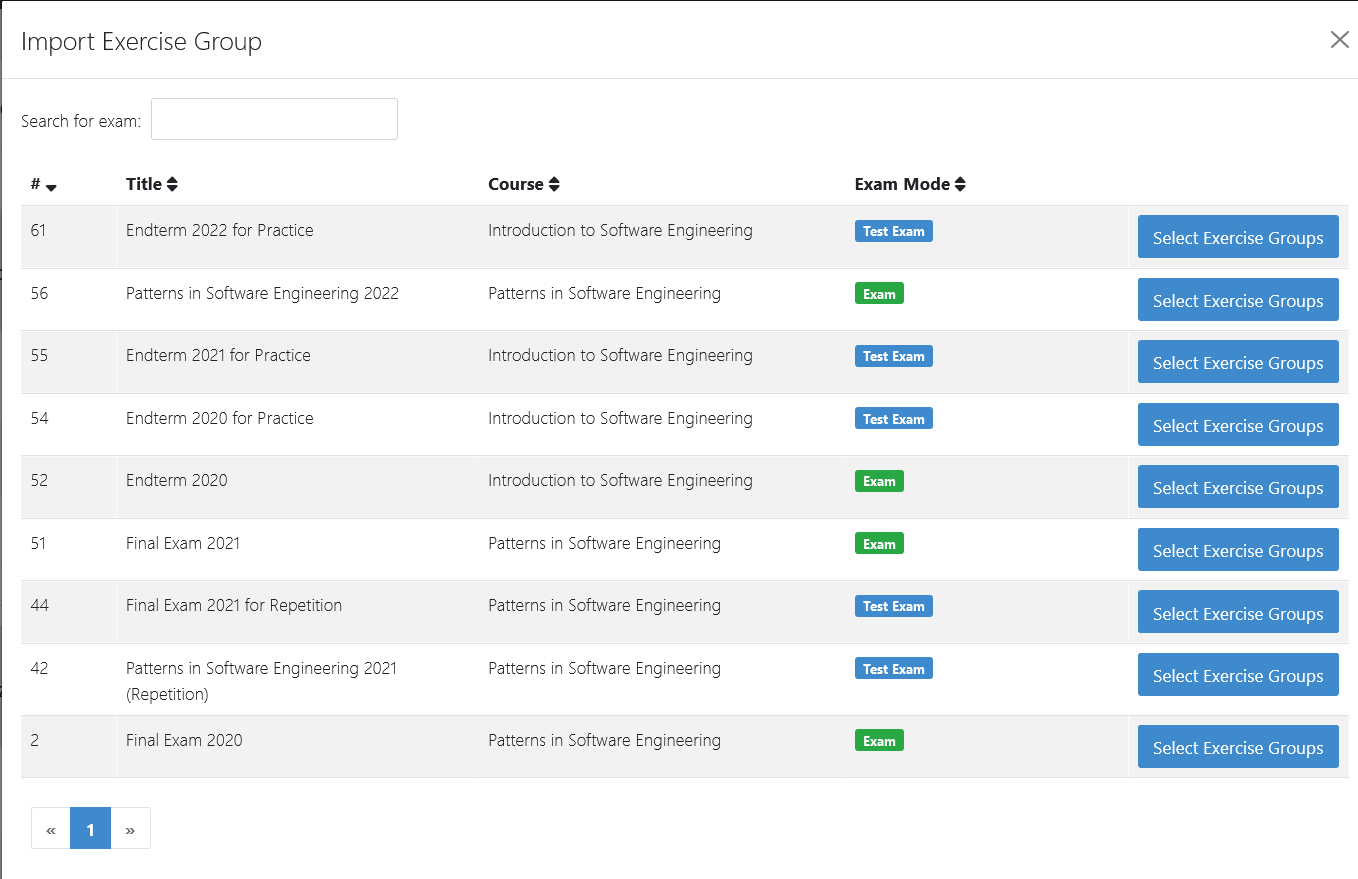 Import Exercise Group
Search for exam:
# Title Course Exam Mode
61 Endterm 2022 for Practice Introduction to Software Engineering Test Exam Select Exercise Groups
56 Patterns in Software Engineering 2022 Patterns in Software Engineering Exam Select Exercise Groups
55 Endterm 2021 for Practice Introduction to Software Engineering Test Exam Select Exercise Groups
54 Endterm 2020 for Practice Introduction to Software Engineering Test Exam Select Exercise Groups
52 Endterm 2020 Introduction to Software Engineering Exam Select Exercise Groups
51 Final Exam 2021 Patterns in Software Engineering Exam Select Exercise Groups
44 Final Exam 2021 for Repetition Patterns in Software Engineering Test Exam Select Exercise Groups
42 Patterns in Software Engineering 2021 Patterns in Software Engineering Test Exam Select Exercise Groups
(Repetition)
2 Final Exam 2020 Patterns in Software Engineering Exam Select Exercise Groups
« 1 »